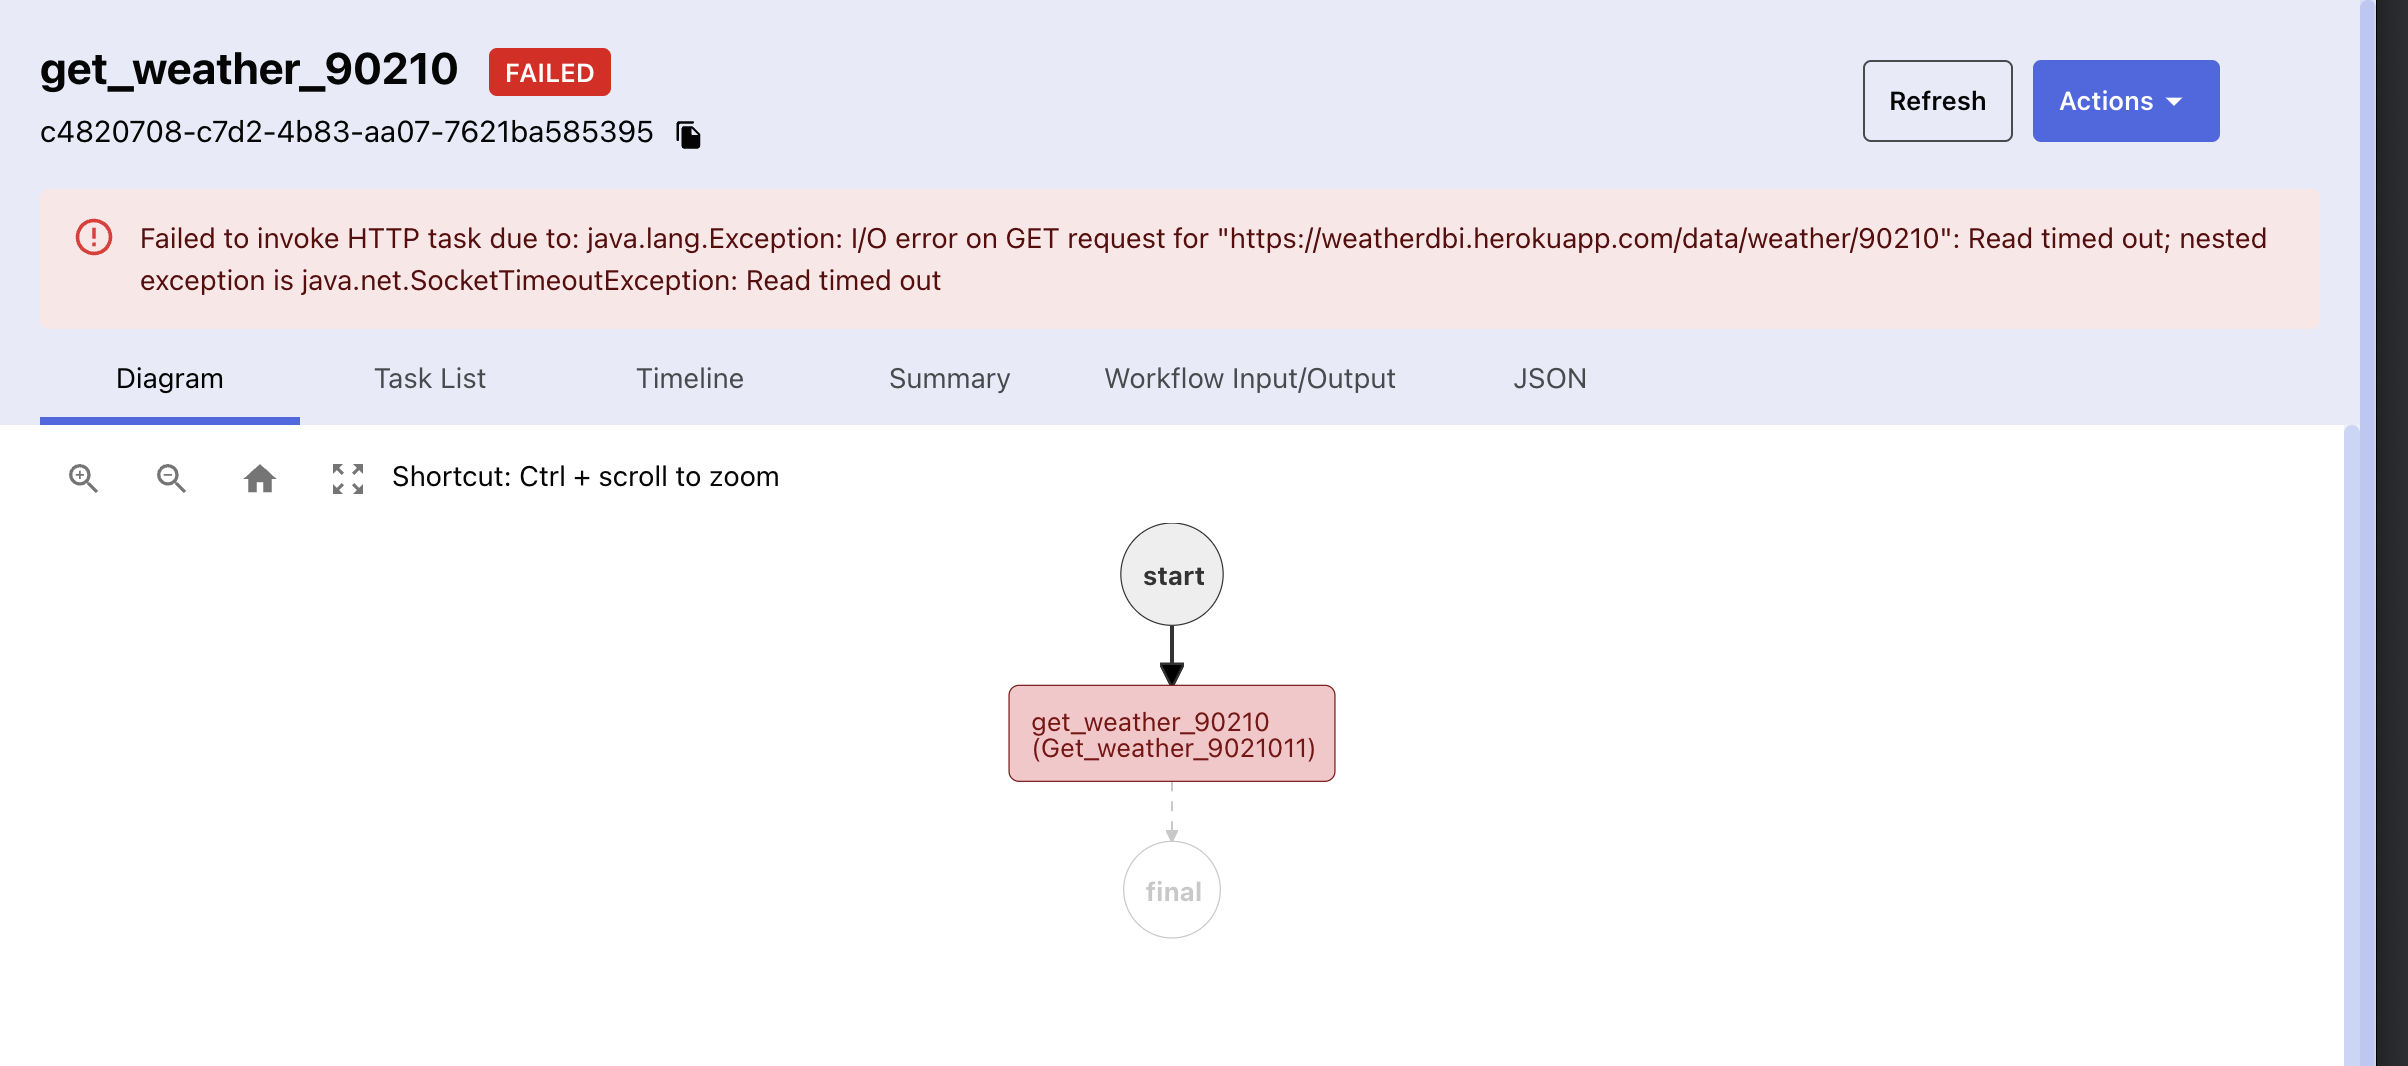 get_weather_90210 FAILED
c4820708-c7d2-4b83-aa07-7621ba585395
Refresh
Actions
Failed to invoke HTTP task due to: java.lang.Exception: I/O error on GET request for "https://weatherdbi.herokuapp.com/data/weather/90210": Read timed out; nested
exception is java.net.SocketTimeoutException: Read timed out
Diagram Task List Timeline Summary Workflow Input/Output JSON
Shortcut: Ctrl + scroll to zoom
start
get_weather_90210
(Get_weather_9021011)
final